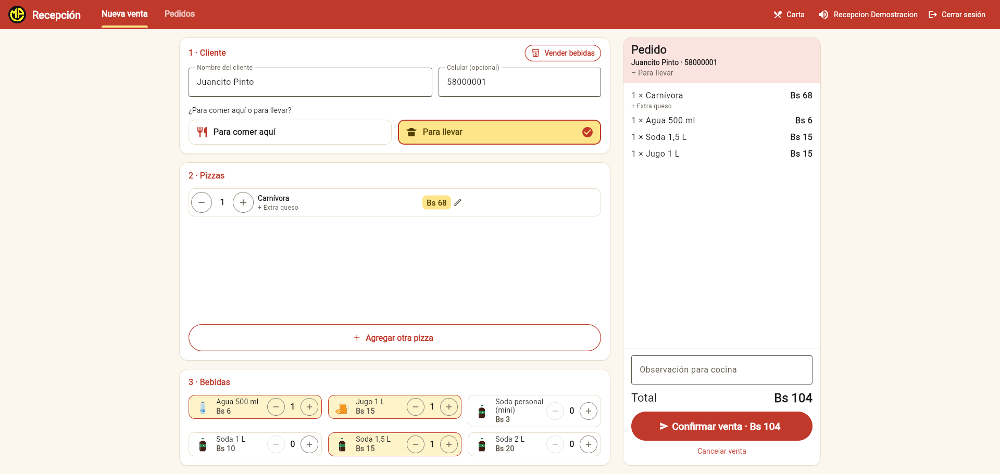 MP
Recepción
Nueva venta
Pedidos
Carta
Recepcion Demostracion
Cerrar sesión
1 · Cliente
Vender bebidas
Nombre del cliente
Juancito Pinto
Celular (opcional)
58000001
¿Para comer aquí o para llevar?
Para comer aquí
Para llevar
2 · Pizzas
1
Carnívora
+ Extra queso
Bs 68
Agregar otra pizza
3 · Bebidas
Agua 500 ml
Bs 6
1
Jugo 1 L
Bs 15
1
Soda personal
(mini)
Bs 3
0
Soda 1 L
Bs 10
0
Soda 1,5 L
Bs 15
1
Soda 2 L
Bs 20
0
Pedido
Juancito Pinto · 58000001
– Para llevar
1 × Carnívora Bs 68
+ Extra queso
1 × Agua 500 ml Bs 6
1 × Soda 1,5 L Bs 15
1 × Jugo 1 L Bs 15
Observación para cocina
Total Bs 104
Confirmar venta · Bs 104
Cancelar venta